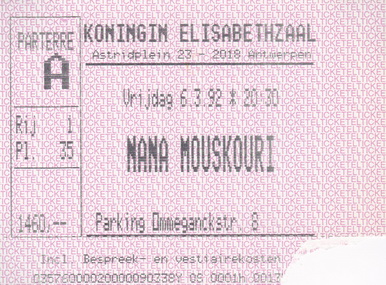 PARTERRE
A
KONINGIN ELISABETHZAAL
Astridplein 23 - 2018 Antwerpen
Vrijdag 6.3.92 * 20-30
Rij 1
Pl. 35
NANA MOUSKOURI
1460,--
Parking Ommeganckstr. 8
Incl. Bespreek- en vestiairekosten